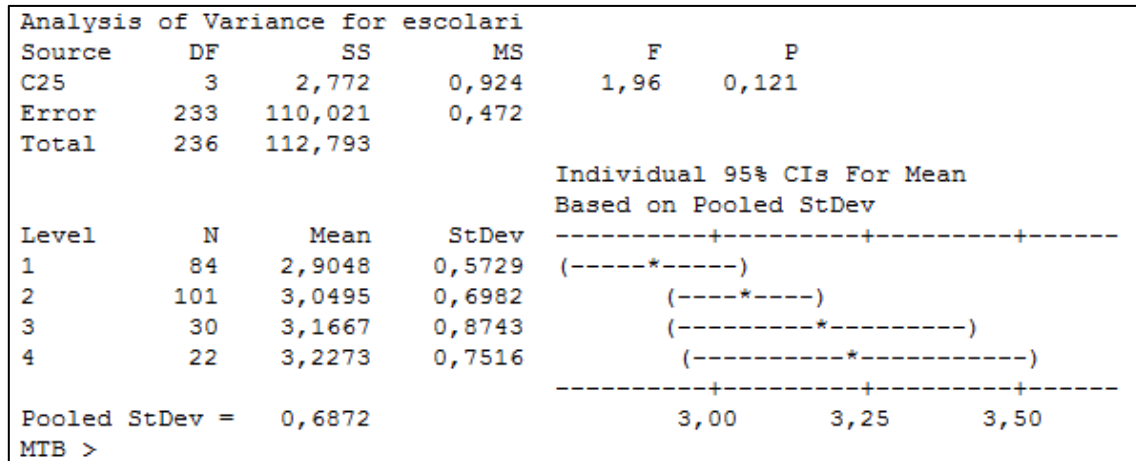 Analysis of Variance for escolari
Source DF SS MS F P
C25 3 2,772 0,924 1,96 0,121
Error 233 110,021 0,472
Total 236 112,793
Individual 95% CIs For Mean
Based on Pooled StDev
Level N Mean StDev ----------+---------+---------+------
1 84 2,9048 0,5729 (-----*-----)
2 101 3,0495 0,6982 (----*----)
3 30 3,1667 0,8743 (---------*---------)
4 22 3,2273 0,7516 (----------*-----------)
----------+---------+---------+------
Pooled StDev = 0,6872 3,00 3,25 3,50
MTB >